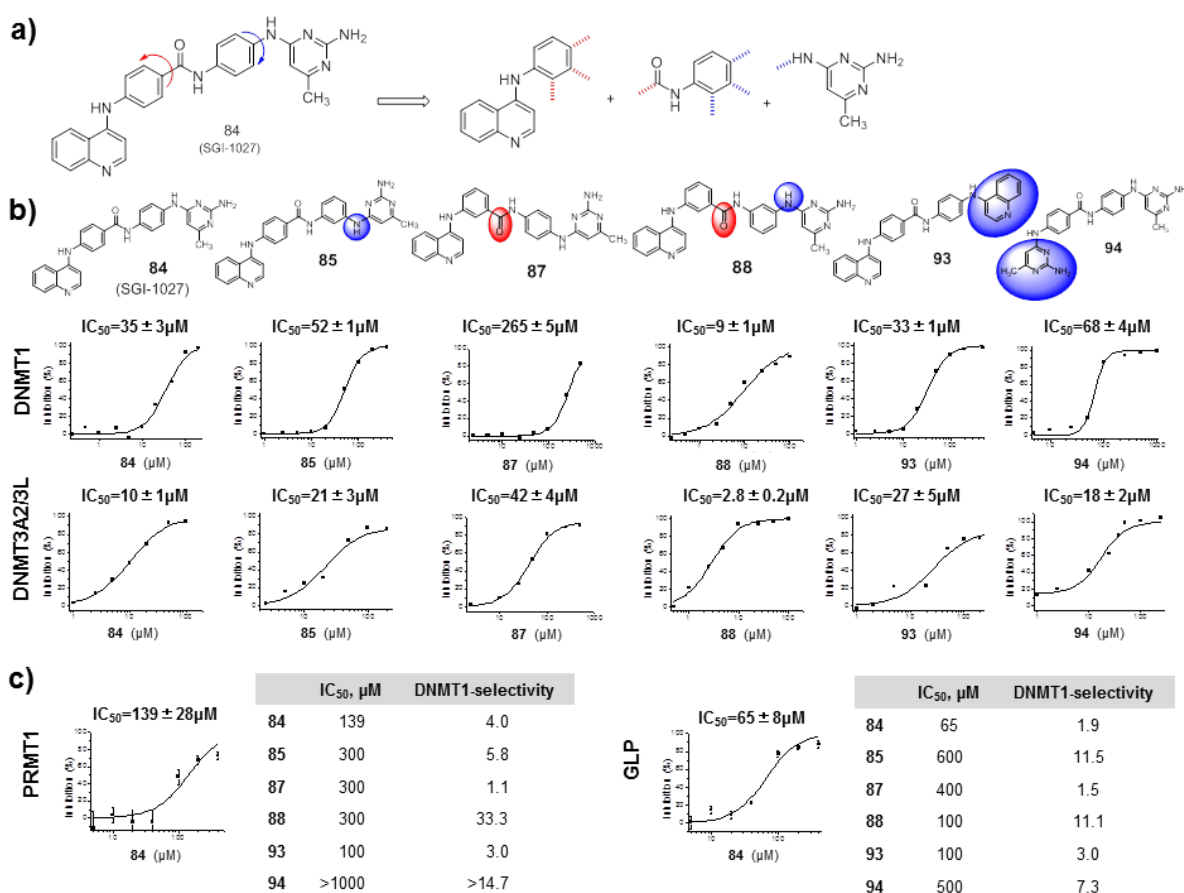 a)
84
(SGI-1027)
+
+
b)
84
(SGI-1027)
85
87
88
93
94
DNMT1
IC50=35 ± 3µM
IC50=52 ± 1µM
IC50=265 ± 5µM
IC50=9 ± 1µM
IC50=33 ± 1µM
IC50=68 ± 4µM
Inhibition (%)
84 (µM)
85 (µM)
87 (µM)
88 (µM)
93 (µM)
94 (µM)
DNMT3A2/3L
IC50=10 ± 1µM
IC50=21 ± 3µM
IC50=42 ± 4µM
IC50=2.8 ± 0.2µM
IC50=27 ± 5µM
IC50=18 ± 2µM
Inhibition (%)
84 (µM)
85 (µM)
87 (µM)
88 (µM)
93 (µM)
94 (µM)
c)
PRMT1
IC50=139 ± 28µM
Inhibition (%)
84 (µM)
IC50, µM DNMT1-selectivity
84 139 4.0
85 300 5.8
87 300 1.1
88 300 33.3
93 100 3.0
94 >1000 >14.7
GLP
IC50=65 ± 8µM
Inhibition (%)
84 (µM)
IC50, µM DNMT1-selectivity
84 65 1.9
85 600 11.5
87 400 1.5
88 100 11.1
93 100 3.0
94 500 7.3